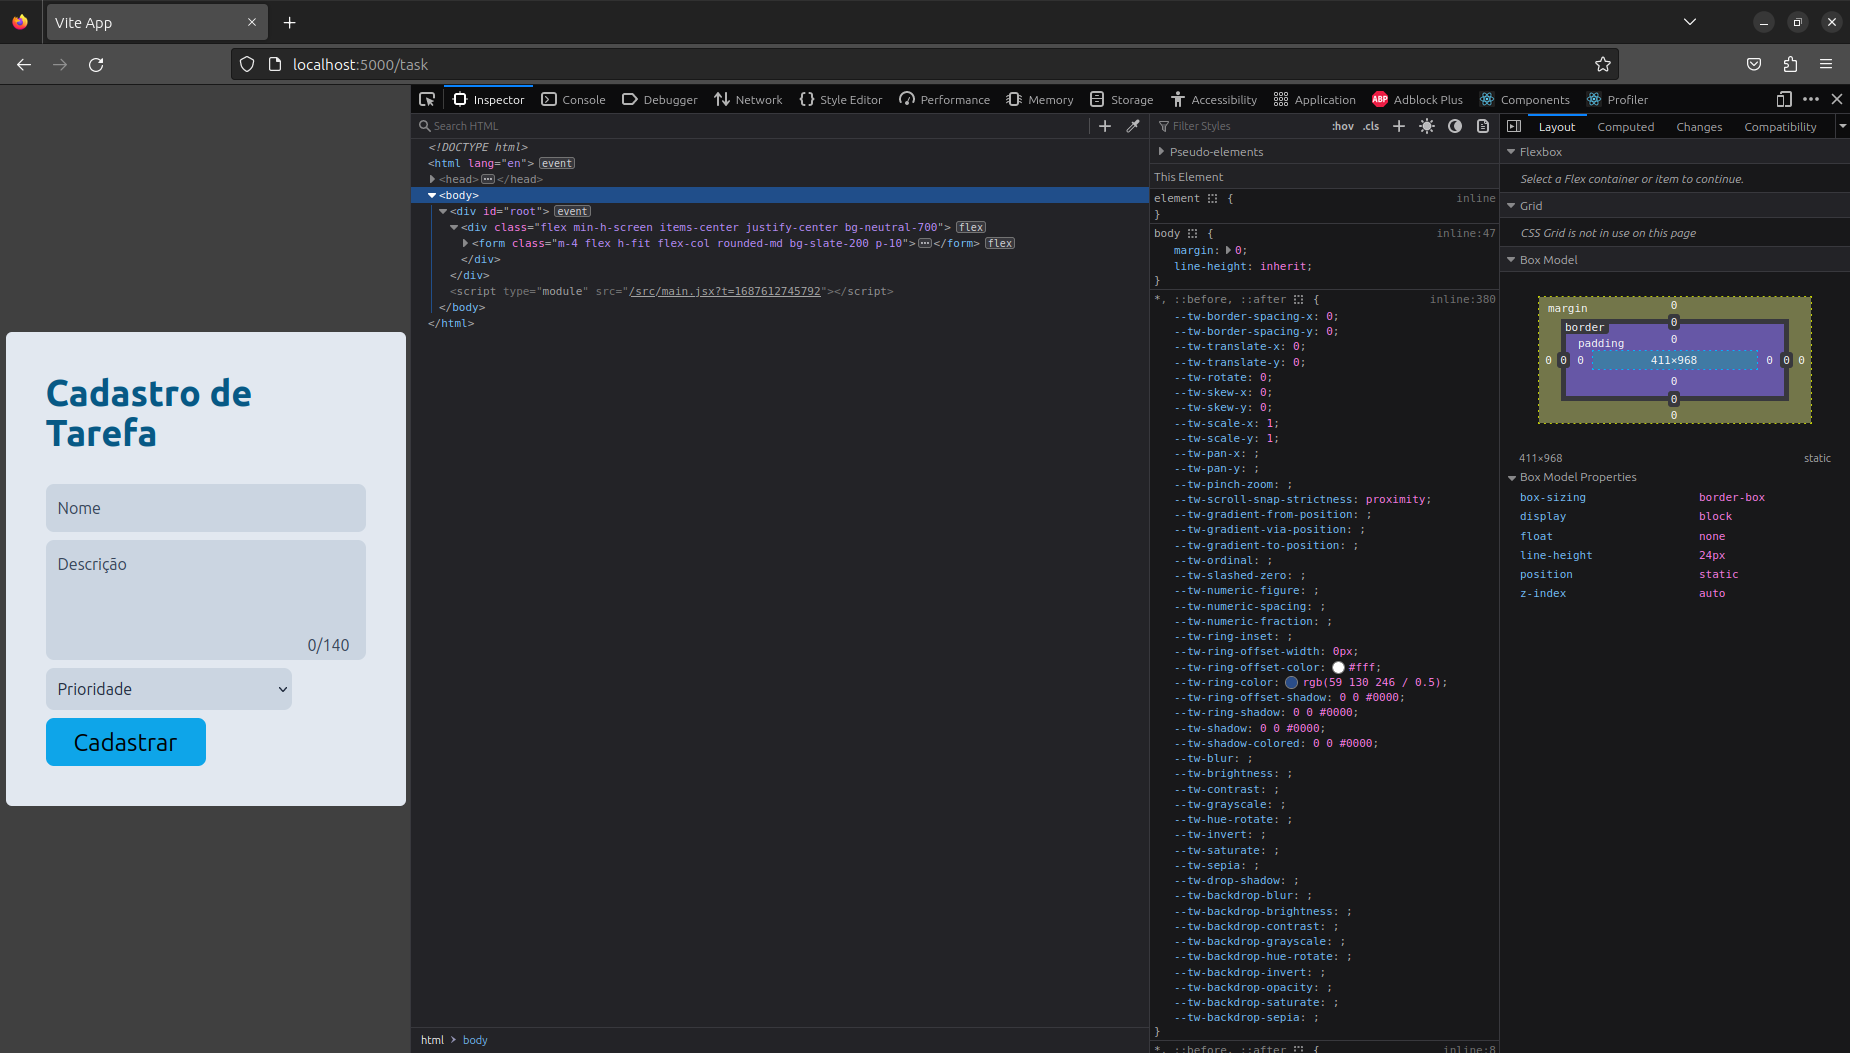 Vite App
localhost:5000/task
Inspector Console Debugger Network Style Editor Performance Memory Storage Accessibility Application Adblock Plus Components Profiler
Cadastro de
Tarefa
Nome
Descrição
0/140
Prioridade
Cadastrar
Search HTML
<!DOCTYPE html>
<html lang="en"> event
<head> ••• </head>
<body>
<div id="root"> event
<div class="flex min-h-screen items-center justify-center bg-neutral-700"> flex
<form class="m-4 flex h-fit flex-col rounded-md bg-slate-200 p-10"> ••• </form> flex
</div>
</div>
<script type="module" src="/src/main.jsx?t=1687612745792"></script>
</body>
</html>
html > body
Filter Styles :hov .cls
Pseudo-elements
This Element
element { inline
}
body { inline:47
margin: 0;
line-height: inherit;
}
*, ::before, ::after { inline:380
--tw-border-spacing-x: 0;
--tw-border-spacing-y: 0;
--tw-translate-x: 0;
--tw-translate-y: 0;
--tw-rotate: 0;
--tw-skew-x: 0;
--tw-skew-y: 0;
--tw-scale-x: 1;
--tw-scale-y: 1;
--tw-pan-x: ;
--tw-pan-y: ;
--tw-pinch-zoom: ;
--tw-scroll-snap-strictness: proximity;
--tw-gradient-from-position: ;
--tw-gradient-via-position: ;
--tw-gradient-to-position: ;
--tw-ordinal: ;
--tw-slashed-zero: ;
--tw-numeric-figure: ;
--tw-numeric-spacing: ;
--tw-numeric-fraction: ;
--tw-ring-inset: ;
--tw-ring-offset-width: 0px;
--tw-ring-offset-color: #fff;
--tw-ring-color: rgb(59 130 246 / 0.5);
--tw-ring-offset-shadow: 0 0 #0000;
--tw-ring-shadow: 0 0 #0000;
--tw-shadow: 0 0 #0000;
--tw-shadow-colored: 0 0 #0000;
--tw-blur: ;
--tw-brightness: ;
--tw-contrast: ;
--tw-grayscale: ;
--tw-hue-rotate: ;
--tw-invert: ;
--tw-saturate: ;
--tw-sepia: ;
--tw-drop-shadow: ;
--tw-backdrop-blur: ;
--tw-backdrop-brightness: ;
--tw-backdrop-contrast: ;
--tw-backdrop-grayscale: ;
--tw-backdrop-hue-rotate: ;
--tw-backdrop-invert: ;
--tw-backdrop-opacity: ;
--tw-backdrop-saturate: ;
--tw-backdrop-sepia: ;
}
*, ::before, ::after { inline:8
Layout Computed Changes Compatibility
Flexbox
Select a Flex container or item to continue.
Grid
CSS Grid is not in use on this page
Box Model
margin 0
border 0
padding 0
0 0 0 411×968 0 0 0
0
0
0
411×968 static
Box Model Properties
box-sizing border-box
display block
float none
line-height 24px
position static
z-index auto